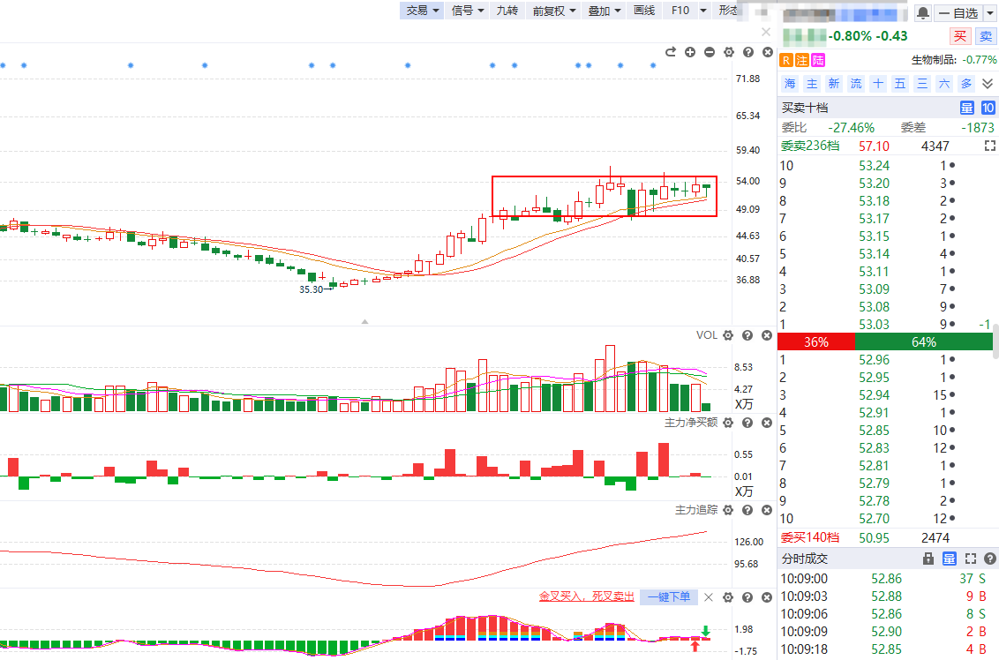 交易 信号 九转 前复权 叠加 画线 F10 形态
自选
-0.80% -0.43 买 卖
R 注 陆 生物制品: -0.77%
海 主 新 流 十 五 三 六 多
买卖十档 量 10
委比 -27.46% 委差 -1873
委卖236档 57.10 4347
10 53.24 1
9 53.20 3
8 53.18 2
7 53.17 2
6 53.15 1
5 53.14 4
4 53.11 1
3 53.09 7
2 53.08 9
1 53.03 9 -1
36% 64%
1 52.96 1
2 52.95 1
3 52.94 15
4 52.91 1
5 52.85 10
6 52.83 12
7 52.81 1
8 52.79 1
9 52.78 2
10 52.70 12
委买140档 50.95 2474
分时成交 量
10:09:00 52.86 37 S
10:09:03 52.88 9 B
10:09:06 52.86 8 S
10:09:09 52.90 2 B
10:09:18 52.85 4 B
71.88
65.34
59.40
54.00
49.09
44.63
40.57
36.88
35.30
VOL
8.53
4.27
X万
主力净买额
0.55
0.01
X万
主力追踪
126.00
95.68
金叉买入，死叉卖出 一键下单
1.98
-1.75